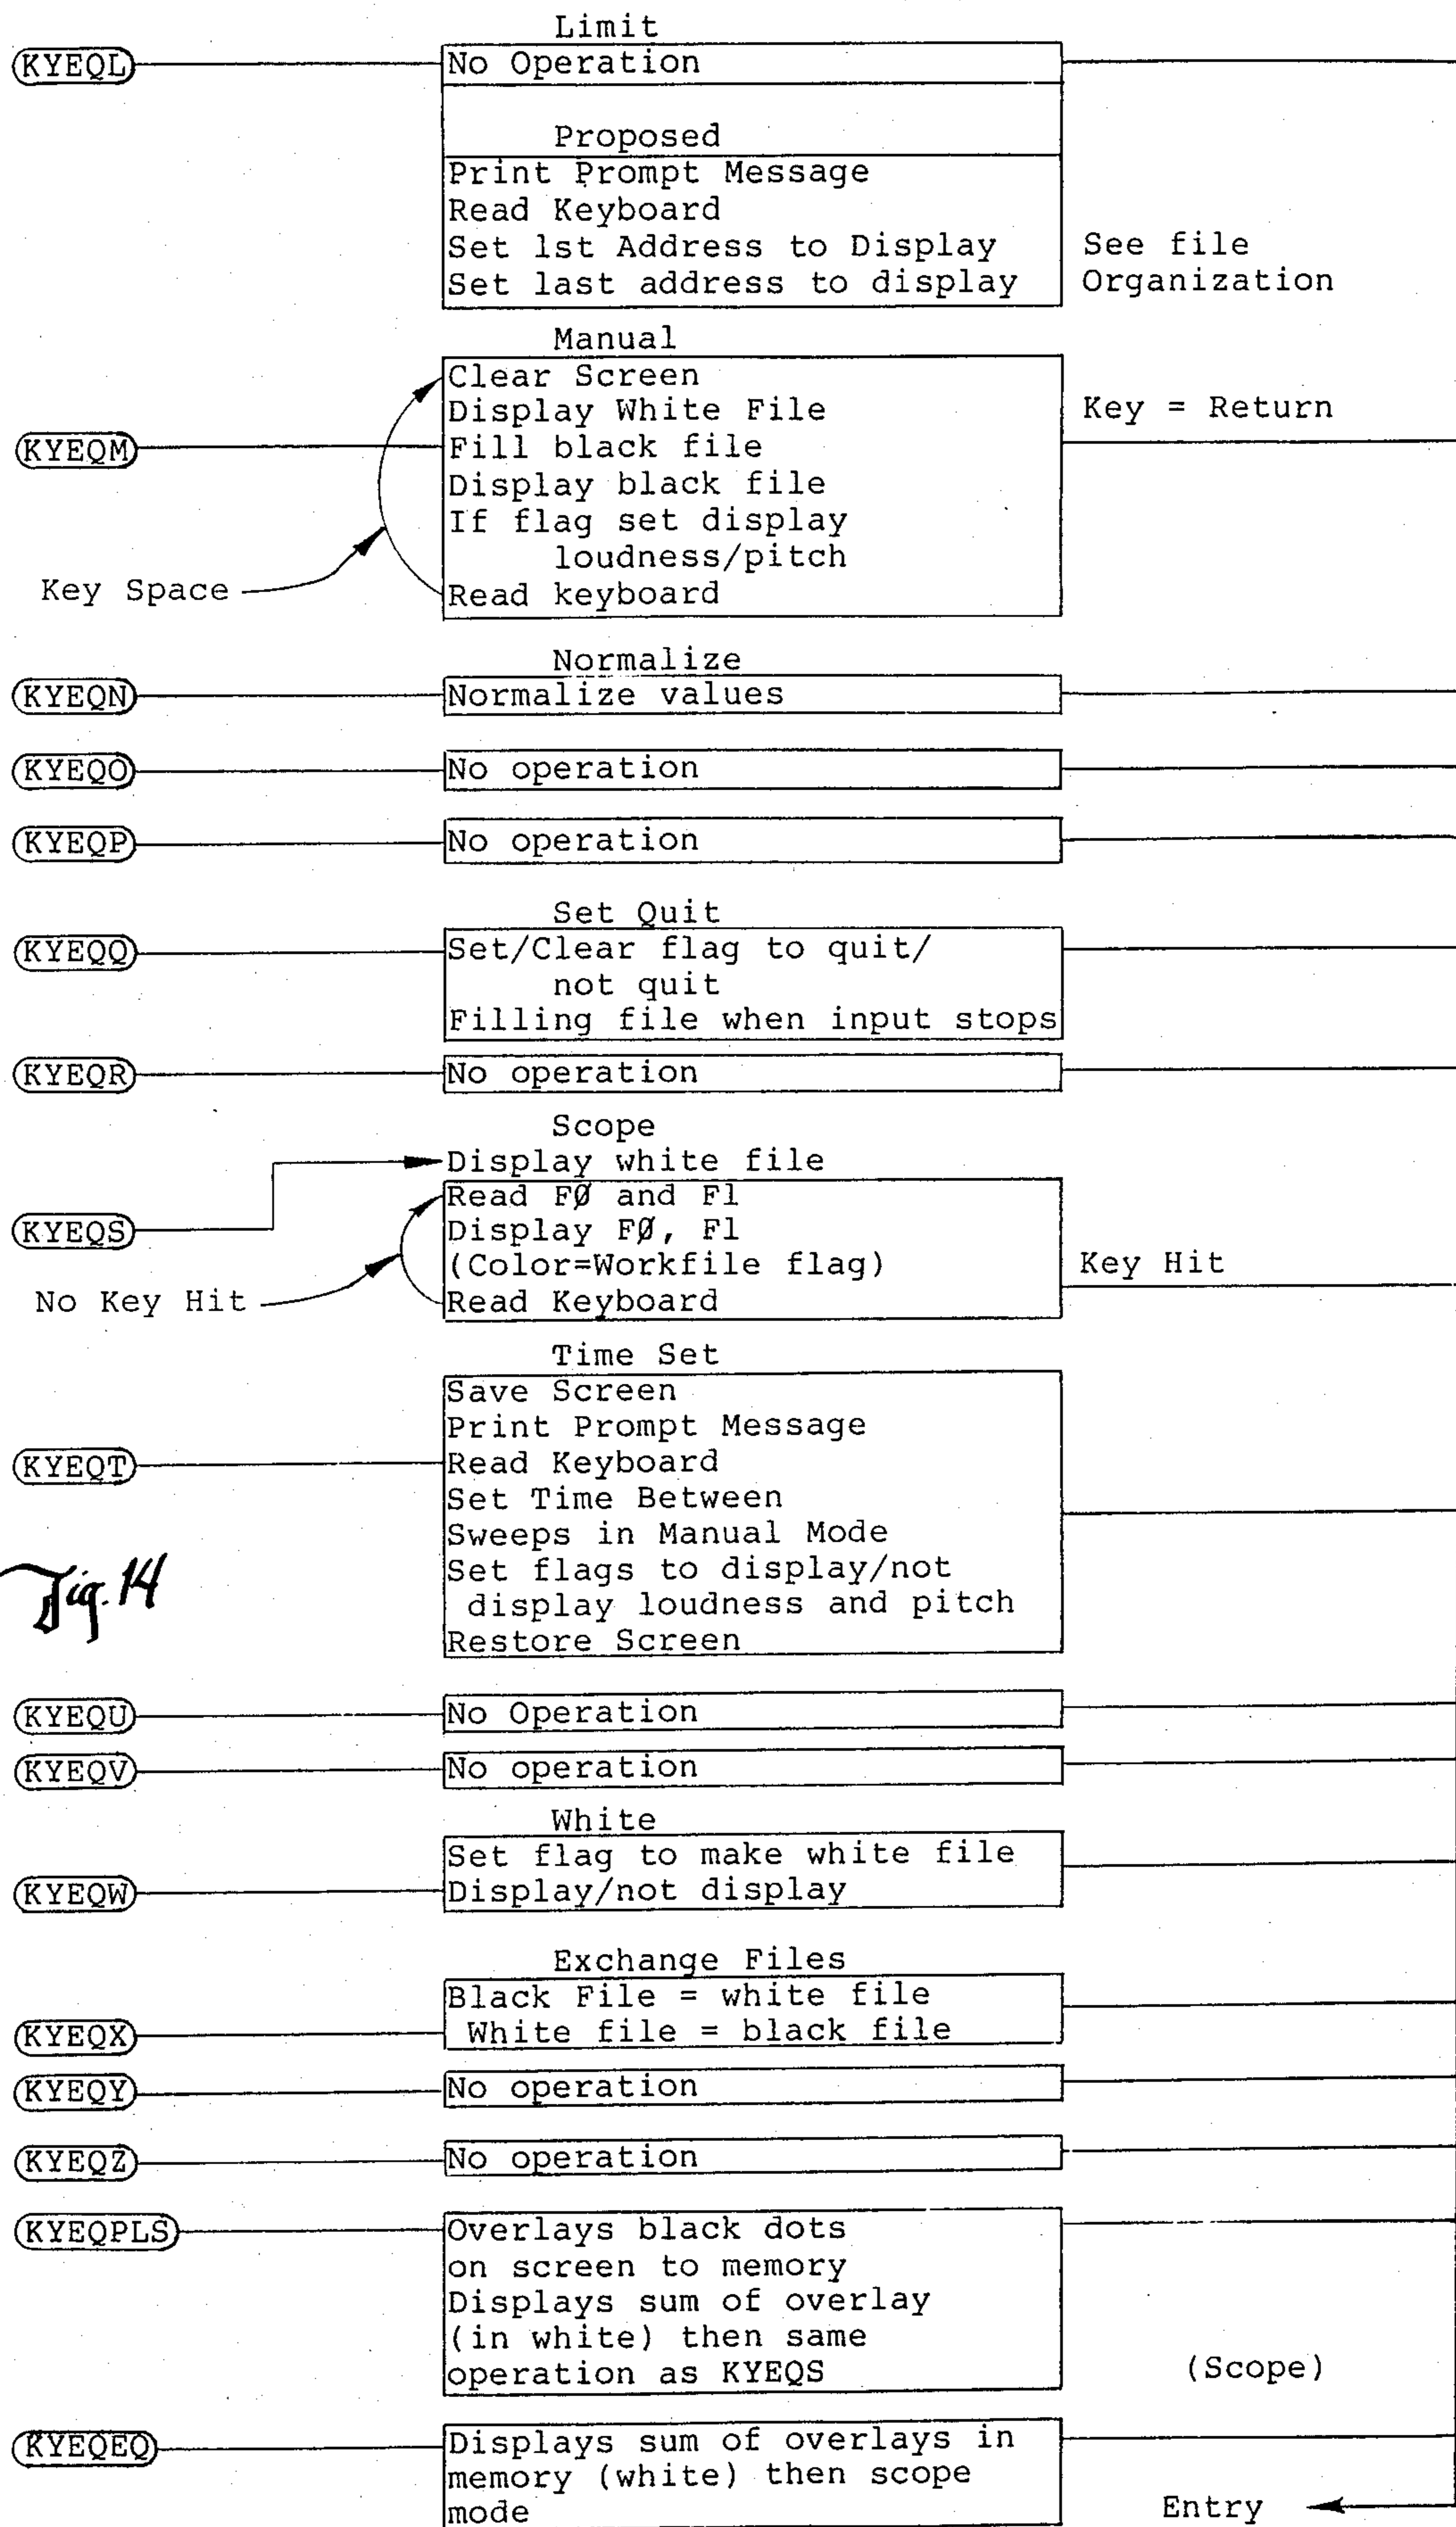 Limit
KYEQL
No Operation
Proposed
Print Prompt Message
Read Keyboard
Set 1st Address to Display
See file
Set last address to display
Organization
Manual
Clear Screen
Display White File
Key = Return
KYEQM
Fill black file
Display black file
If flag set display
loudness/pitch
Key Space
Read keyboard
Normalize
KYEQN
Normalize values
KYEQO
No operation
KYEQP
No operation
Set Quit
KYEQQ
Set/Clear flag to quit/
not quit
Filling file when input stops
KYEQR
No operation
Scope
Display white file
Read FØ and F1
KYEQS
Display FØ, F1
(Color=Workfile flag)
Key Hit
No Key Hit
Read Keyboard
Time Set
Save Screen
Print Prompt Message
KYEQT
Read Keyboard
Set Time Between
Sweeps in Manual Mode
Set flags to display/not
display loudness and pitch
Fig. 14
Restore Screen
KYEQU
No Operation
KYEQV
No operation
White
Set flag to make white file
KYEQW
Display/not display
Exchange Files
Black File = white file
KYEQX
White file = black file
KYEQY
No operation
KYEQZ
No operation
KYEQPLS
Overlays black dots
on screen to memory
Displays sum of overlay
(in white) then same
operation as KYEQS
(Scope)
KYEQEQ
Displays sum of overlays in
memory (white) then scope
mode
Entry